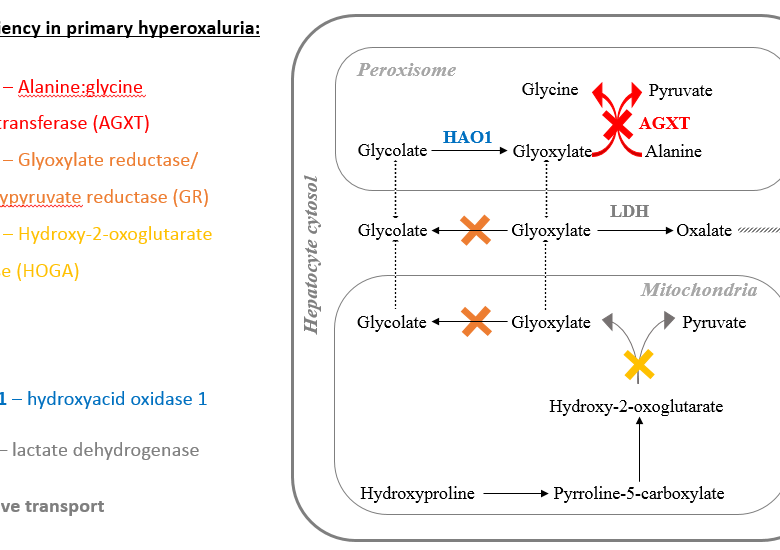 iency in primary hyperoxaluria:
– Alanine:glycine
transferase (AGXT)
– Glyoxylate reductase/
ypyruvate reductase (GR)
– Hydroxy-2-oxoglutarate
se (HOGA)
1 – hydroxyacid oxidase 1
– lactate dehydrogenase
ve transport
Hepatocyte cytosol
Peroxisome
Glycine Pyruvate
HAO1 AGXT
Glycolate Glyoxylate Alanine
LDH
Glycolate Glyoxylate Oxalate
Mitochondria
Glycolate Glyoxylate Pyruvate
Hydroxy-2-oxoglutarate
Hydroxyproline Pyrroline-5-carboxylate